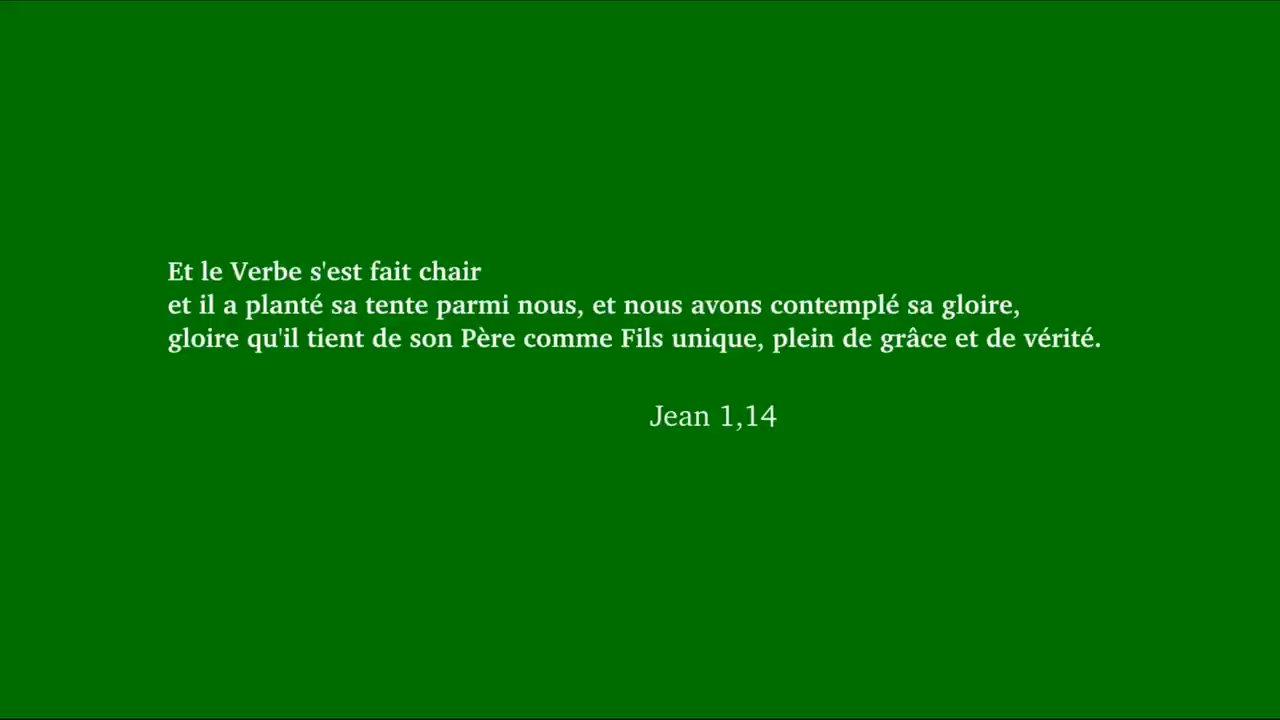 Et le Verbe s'est fait chair
et il a planté sa tente parmi nous, et nous avons contemplé sa gloire,
gloire qu'il tient de son Père comme Fils unique, plein de grâce et de vérité.
Jean 1,14